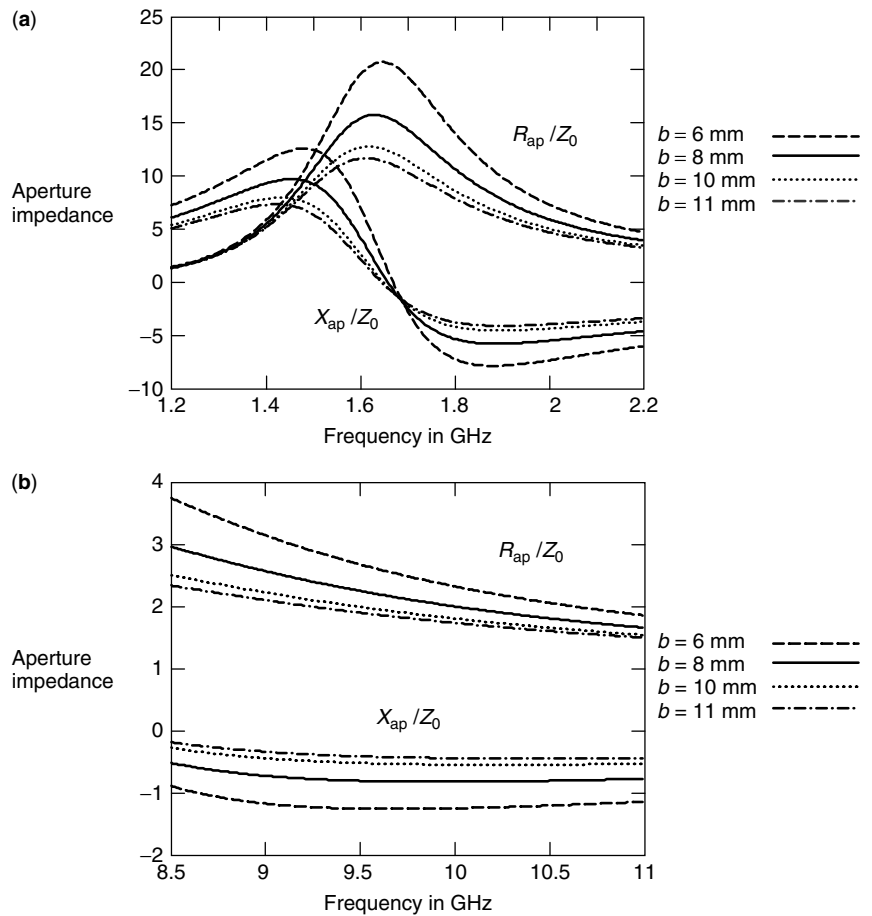 (a)
25
20
15
10
5
0
−5
−10
Aperture
impedance
R_ap /Z_0
X_ap /Z_0
b = 6 mm
b = 8 mm
b = 10 mm
b = 11 mm
1.2 1.4 1.6 1.8 2 2.2
Frequency in GHz
(b)
4
3
2
1
0
−1
−2
Aperture
impedance
R_ap /Z_0
X_ap /Z_0
b = 6 mm
b = 8 mm
b = 10 mm
b = 11 mm
8.5 9 9.5 10 10.5 11
Frequency in GHz